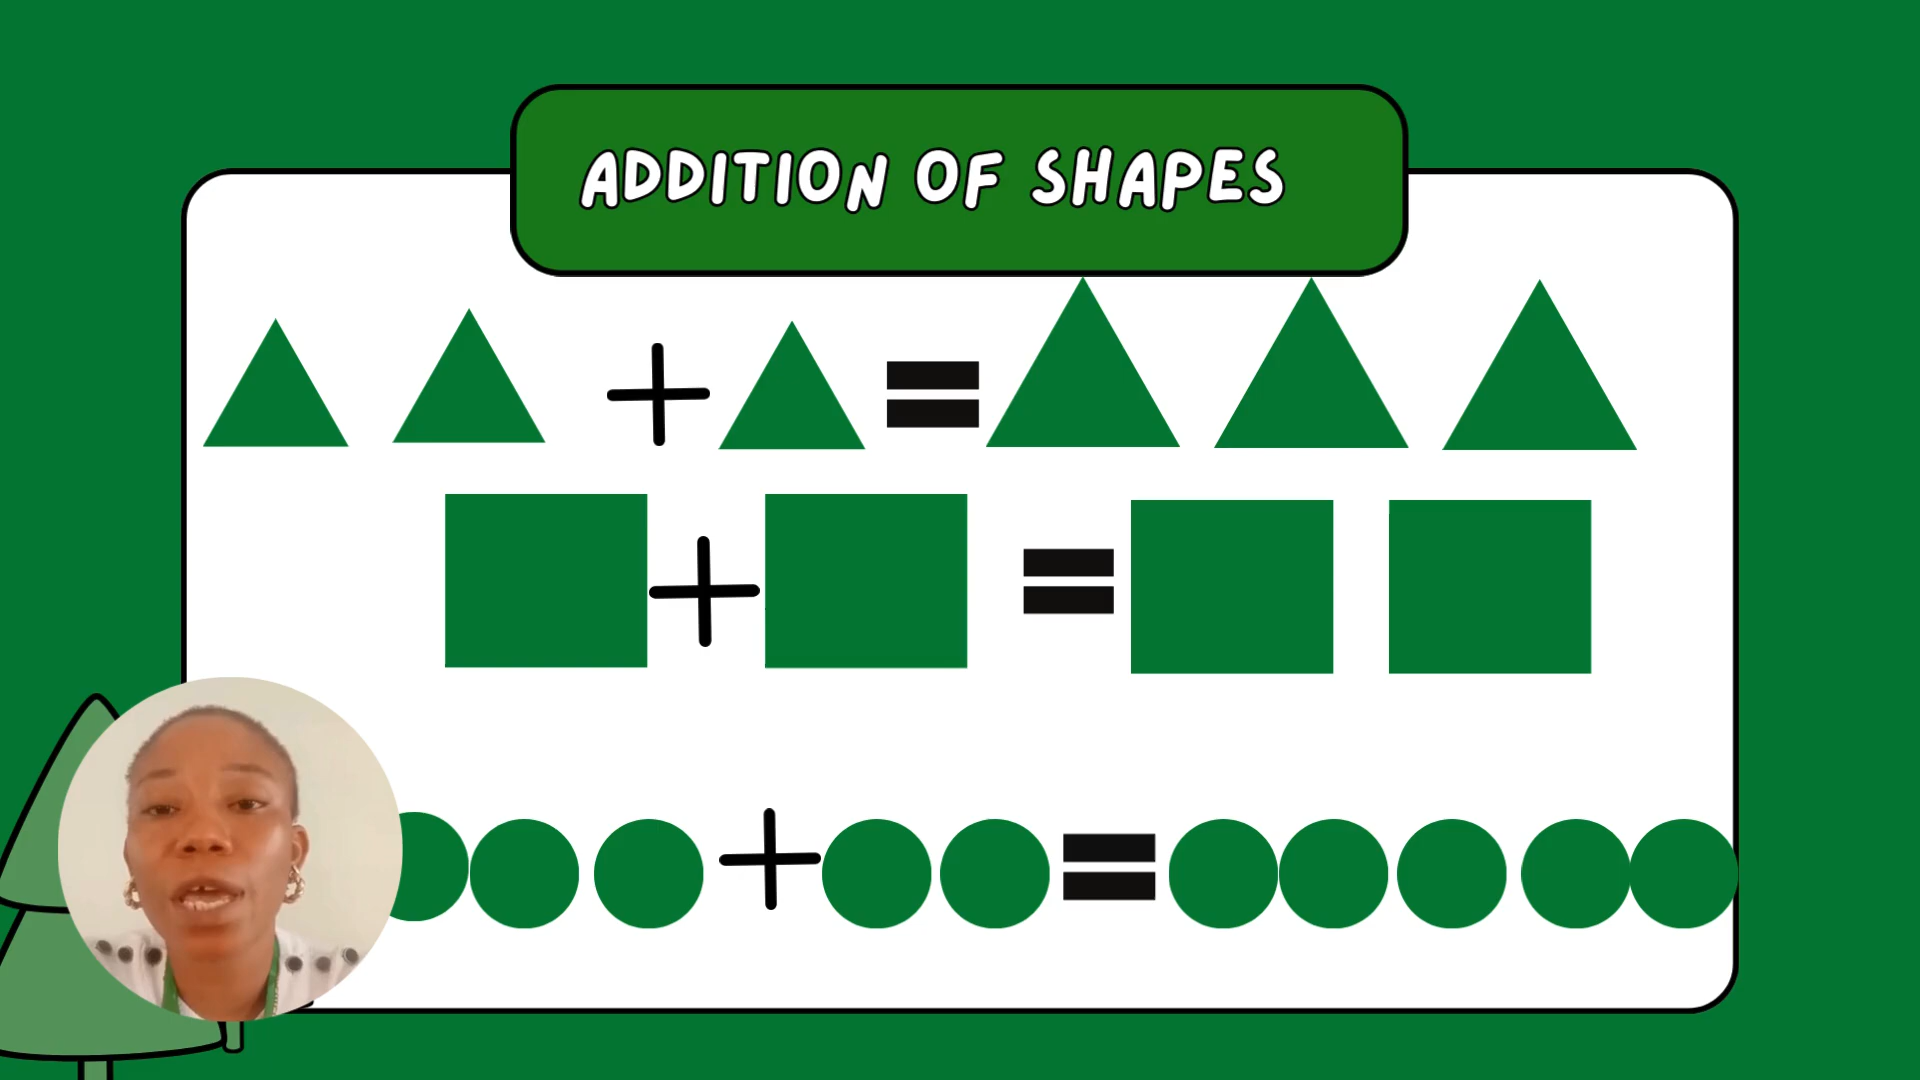 ADDITION OF SHAPES
+ =
+ =
+ =